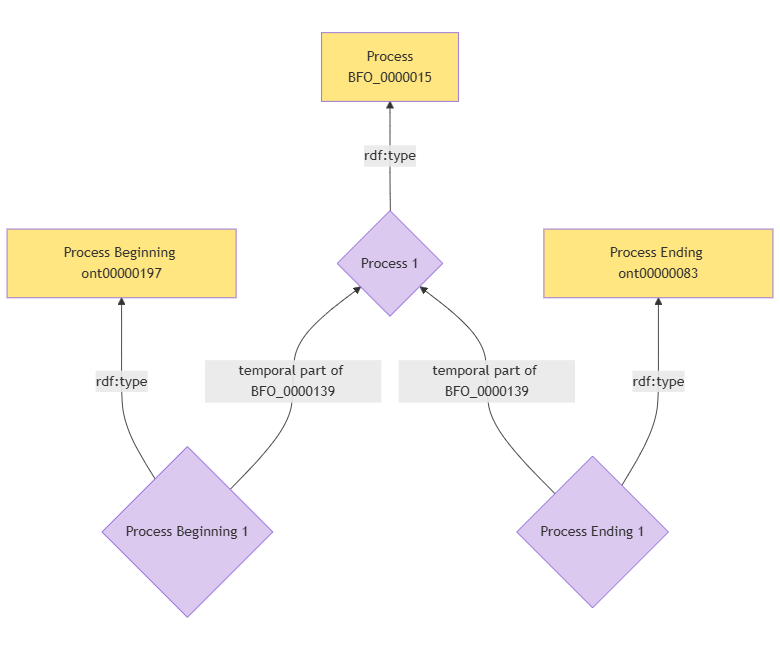 Process
BFO_0000015
rdf:type
Process Beginning
ont00000197
Process 1
Process Ending
ont00000083
rdf:type
temporal part of
BFO_0000139
temporal part of
BFO_0000139
rdf:type
Process Beginning 1
Process Ending 1